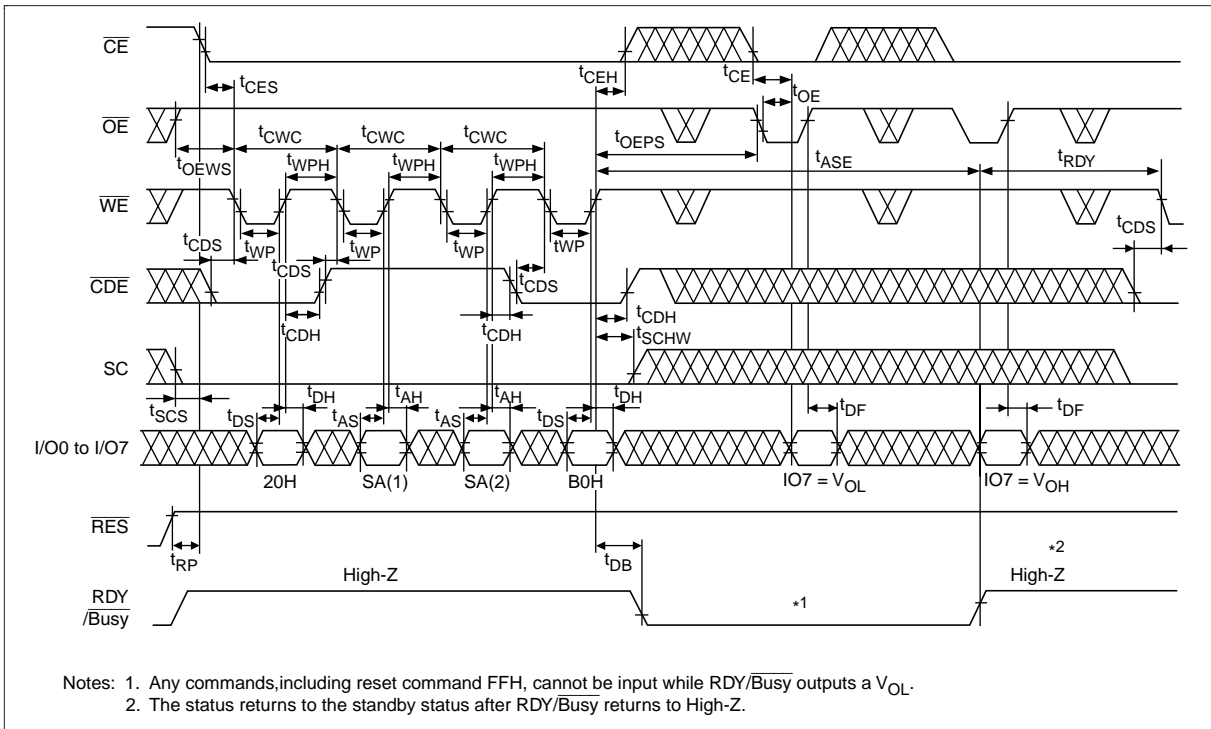 CE
tCEH
tCE
tCES
tOE
OE
tCWC
tCWC
tCWC
tOEPS
tOEWS
tWPH
tWPH
tWPH
tASE
tRDY
WE
tCDS
tWP
tWP
tWP
tWP
tCDS
tCDS
tCDS
CDE
tCDH
tCDH
tCDH
tSCHW
SC
tSCS
tDS
tDH
tAS
tAH
tAS
tAH
tDS
tDH
tDF
tDF
I/O0 to I/O7
20H
SA(1)
SA(2)
B0H
IO7 = VOL
IO7 = VOH
RES
tRP
tDB
*2
High-Z
High-Z
RDY
/Busy
*1
Notes: 1. Any commands,including reset command FFH, cannot be input while RDY/Busy outputs a VOL.
2. The status returns to the standby status after RDY/Busy returns to High-Z.